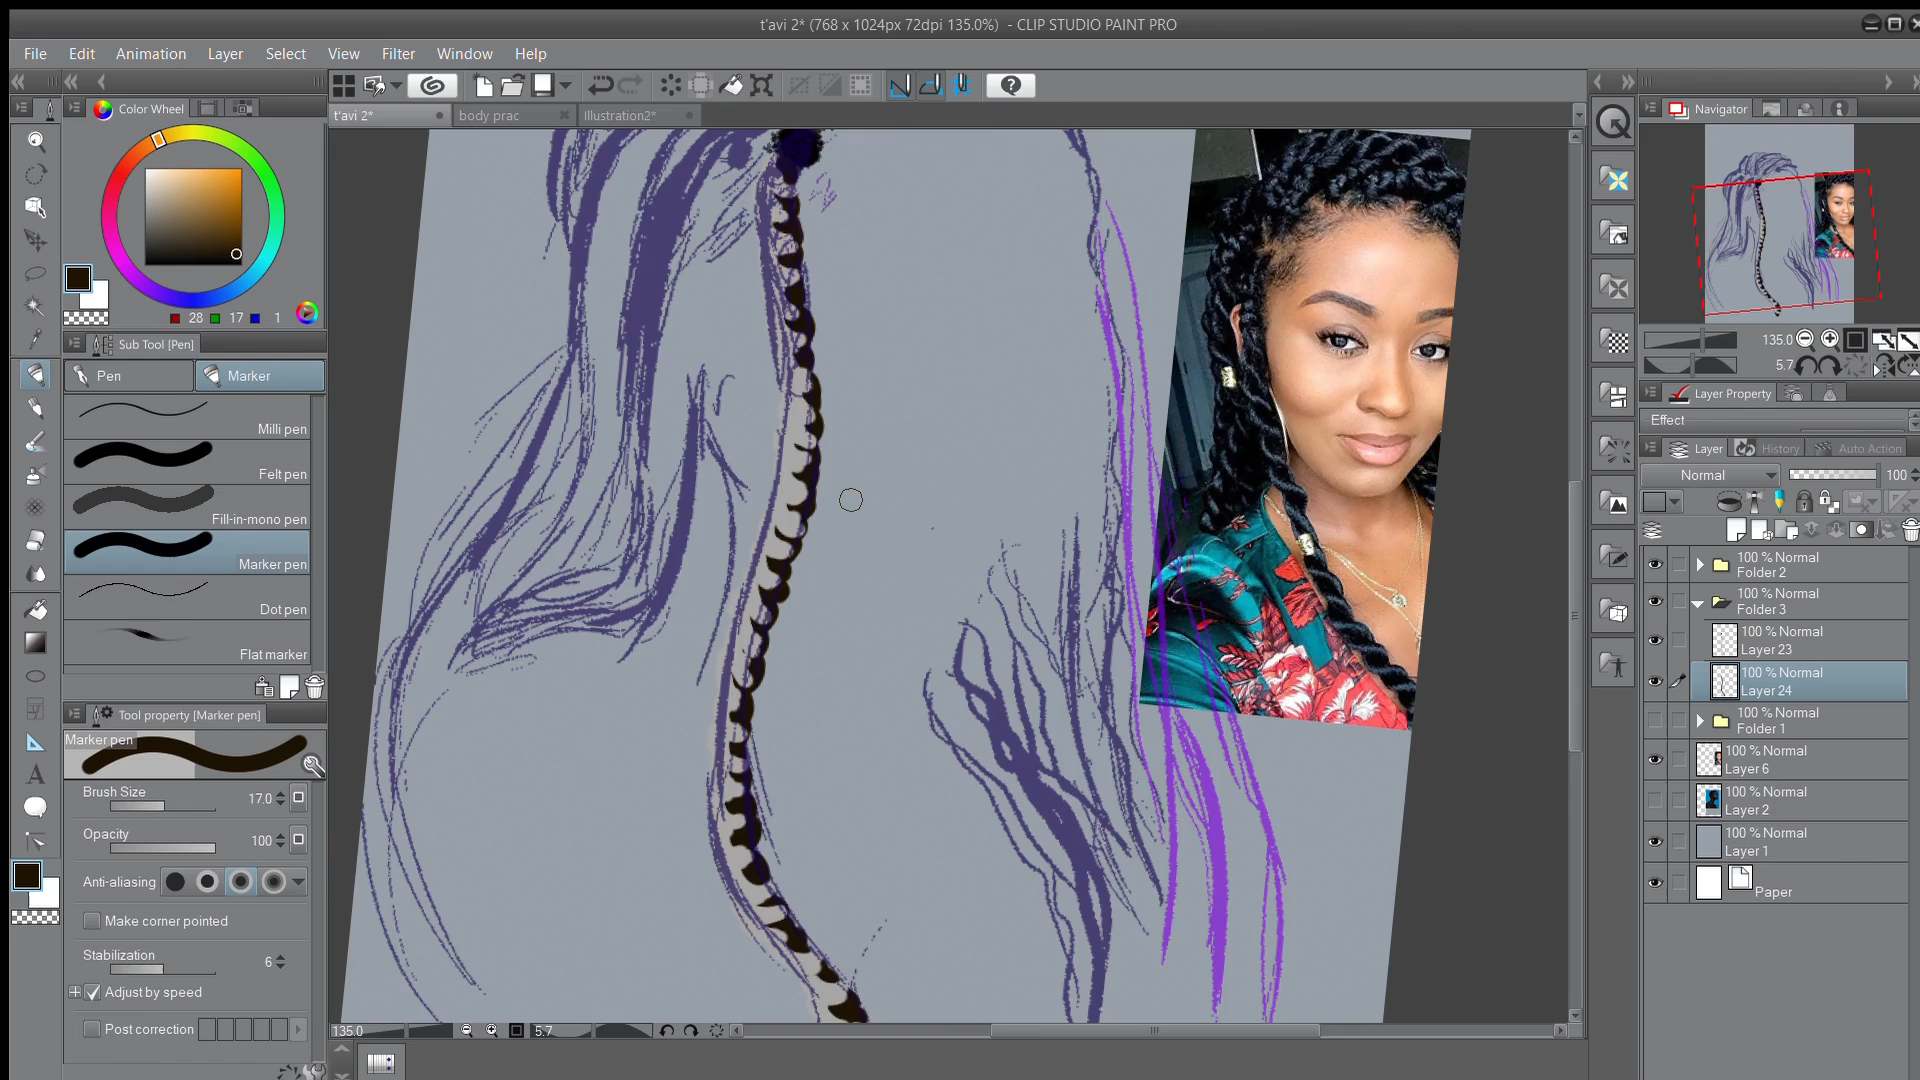 t'avi 2* (768 x 1024px 72dpi 135.0%) - CLIP STUDIO PAINT PRO
File Edit Animation Layer Select View Filter Window Help
Color Wheel
t'avi 2* body prac Illustration2*
Navigator
28 17 1
Sub Tool [Pen]
Pen Marker
Milli pen
Felt pen
Fill-in-mono pen
Marker pen
Dot pen
Flat marker
Tool property [Marker pen]
Marker pen
Brush Size 17.0
Opacity 100
Anti-aliasing
Make corner pointed
Stabilization 6
Adjust by speed
Post correction
135.0 5.7
135.0
5.7
Layer Property
Effect
Layer History Auto Action
Normal 100
100 % Normal
Folder 2
100 % Normal
Folder 3
100 % Normal
Layer 23
100 % Normal
Layer 24
100 % Normal
Folder 1
100 % Normal
Layer 6
100 % Normal
Layer 2
100 % Normal
Layer 1
Paper